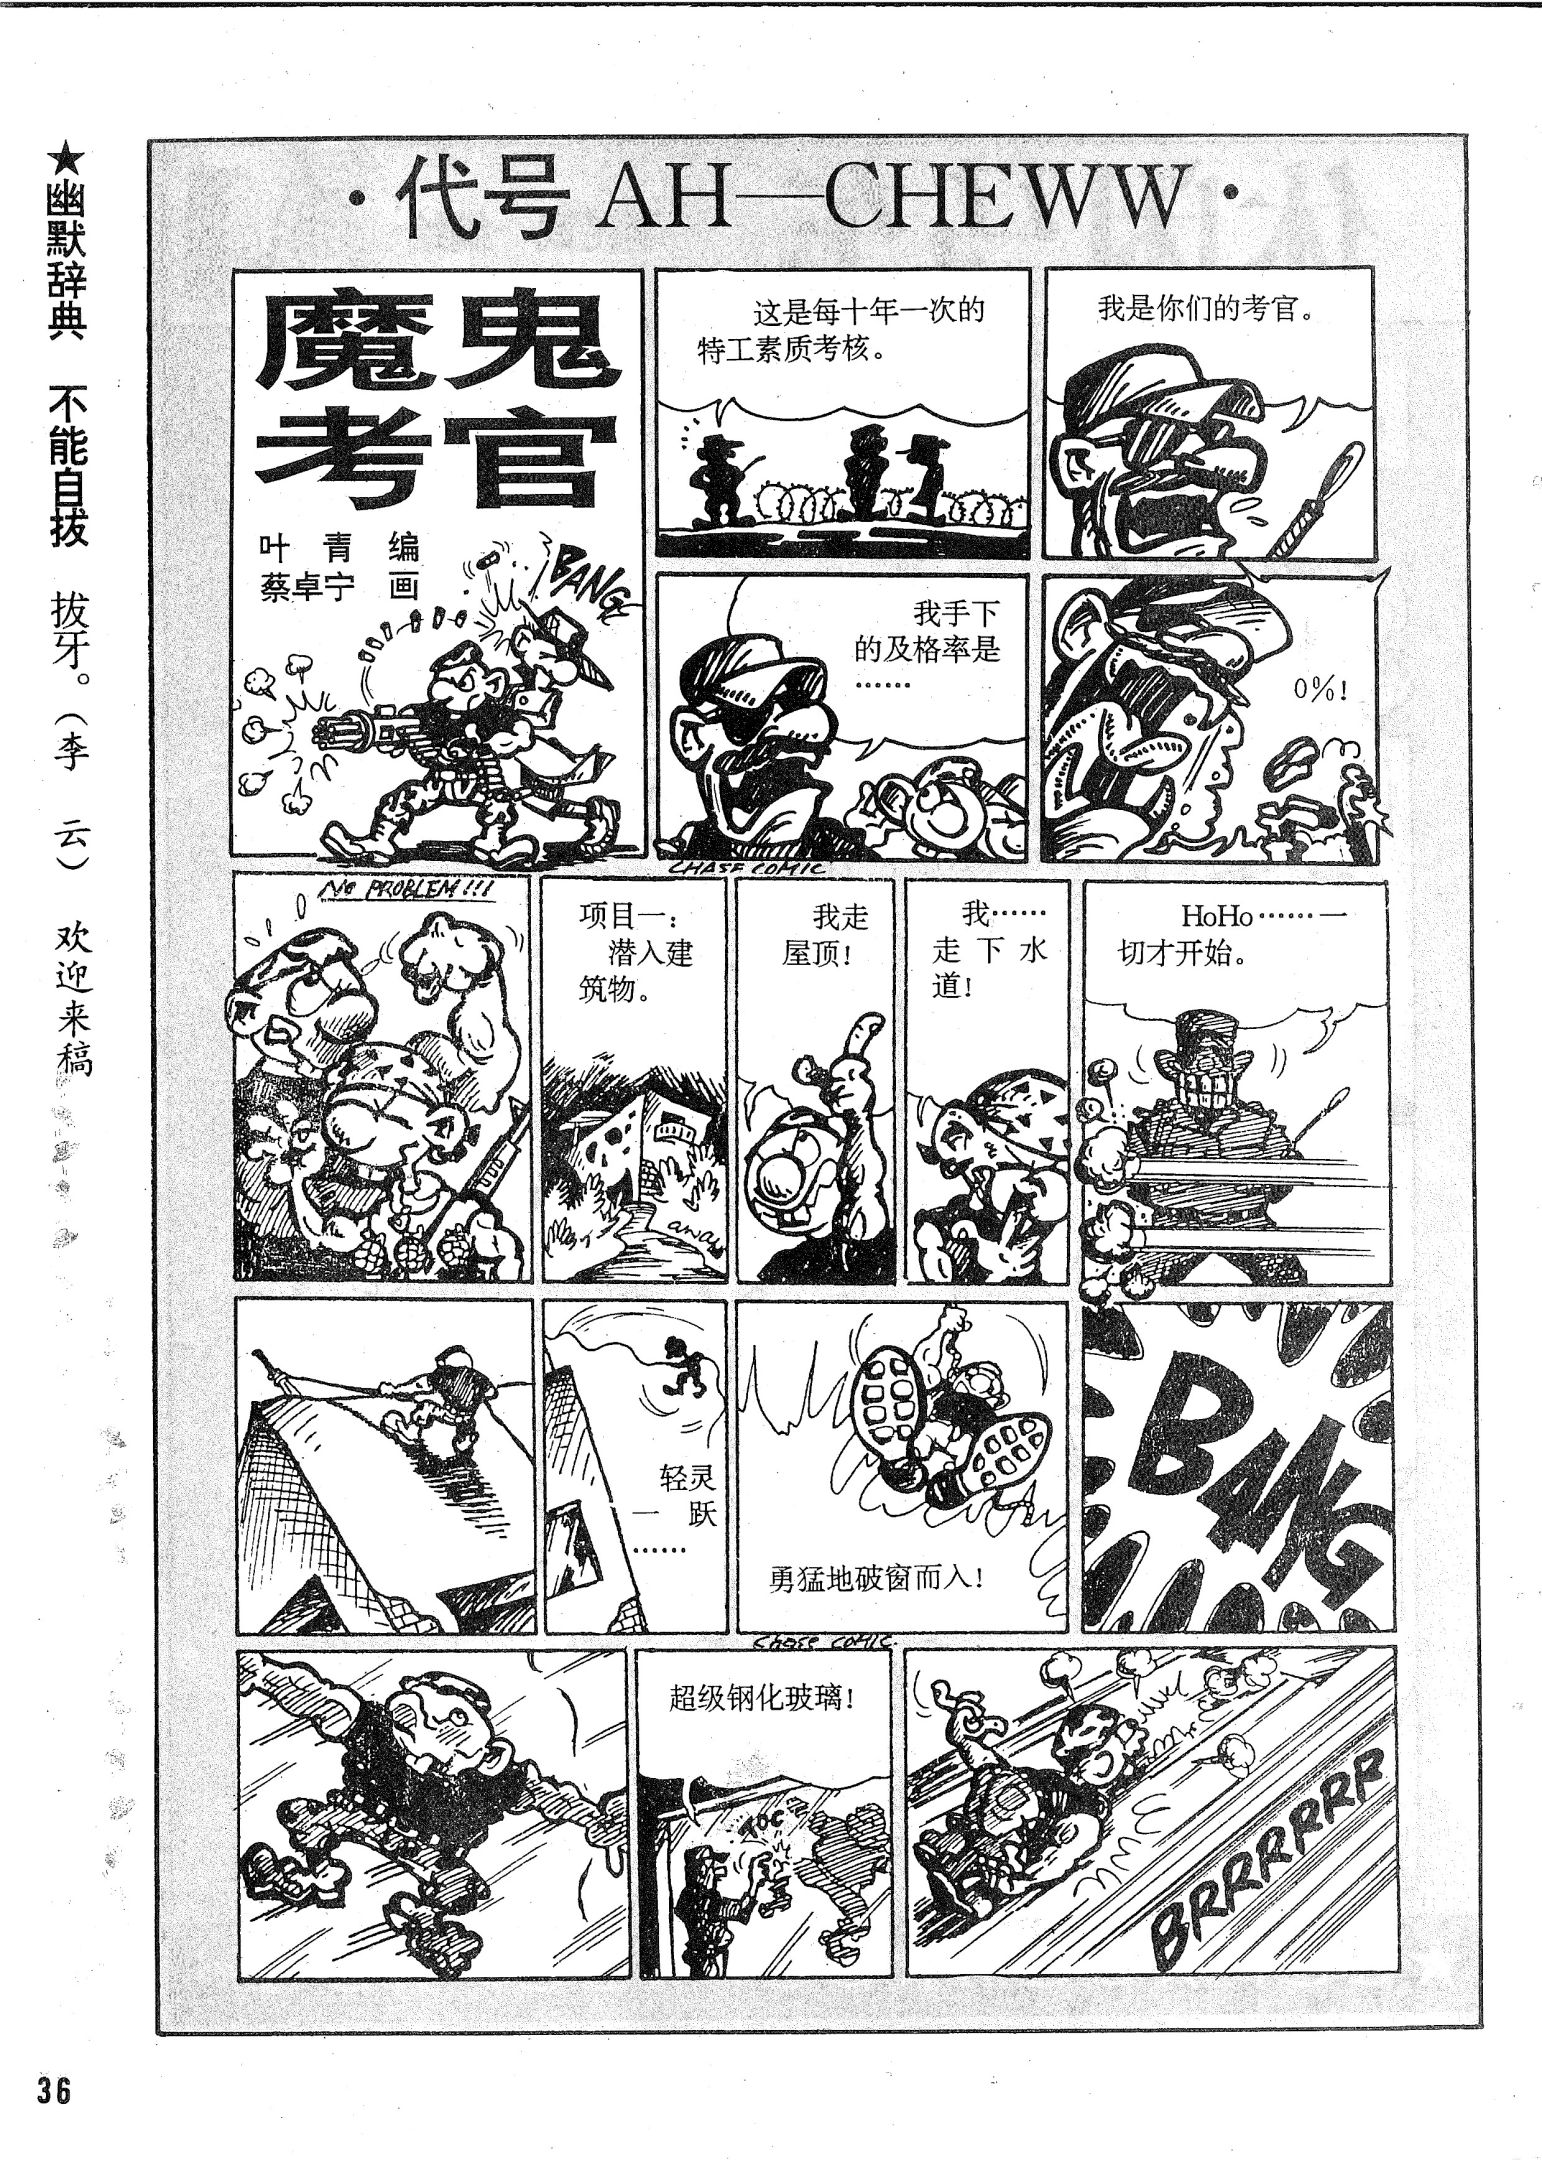 ·代号 AH—CHEWW·
魔鬼
考官
叶青 编
蔡卓宁 画
BANG
这是每十年一次的
特工素质考核。
我是你们的考官。
我手下
的及格率是
……
0%!
CHASE COMIC
NO PROBLEM!!!
项目一:
潜入建
筑物。
我走
屋顶!
我……
走下水
道!
HoHo……一
切才开始。
轻灵
一跃
……
勇猛地破窗而入!
BANG
Chase COMIC.
超级钢化玻璃!
TOC
BRRRRRRR
★幽默辞典 不能自拔 拔牙。(李 云) 欢迎来稿
36